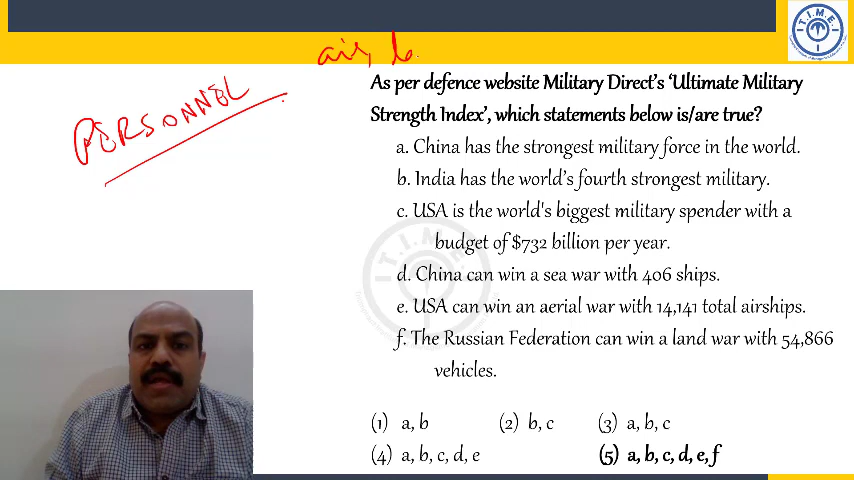 T.I.M.E.
air,
PERSONNEL
As per defence website Military Direct's 'Ultimate Military
Strength Index', which statements below is/are true?
a. China has the strongest military force in the world.
b. India has the world's fourth strongest military.
c. USA is the world's biggest military spender with a
budget of $732 billion per year.
d. China can win a sea war with 406 ships.
e. USA can win an aerial war with 14,141 total airships.
f. The Russian Federation can win a land war with 54,866
vehicles.
(1) a, b (2) b, c (3) a, b, c
(4) a, b, c, d, e (5) a, b, c, d, e, f